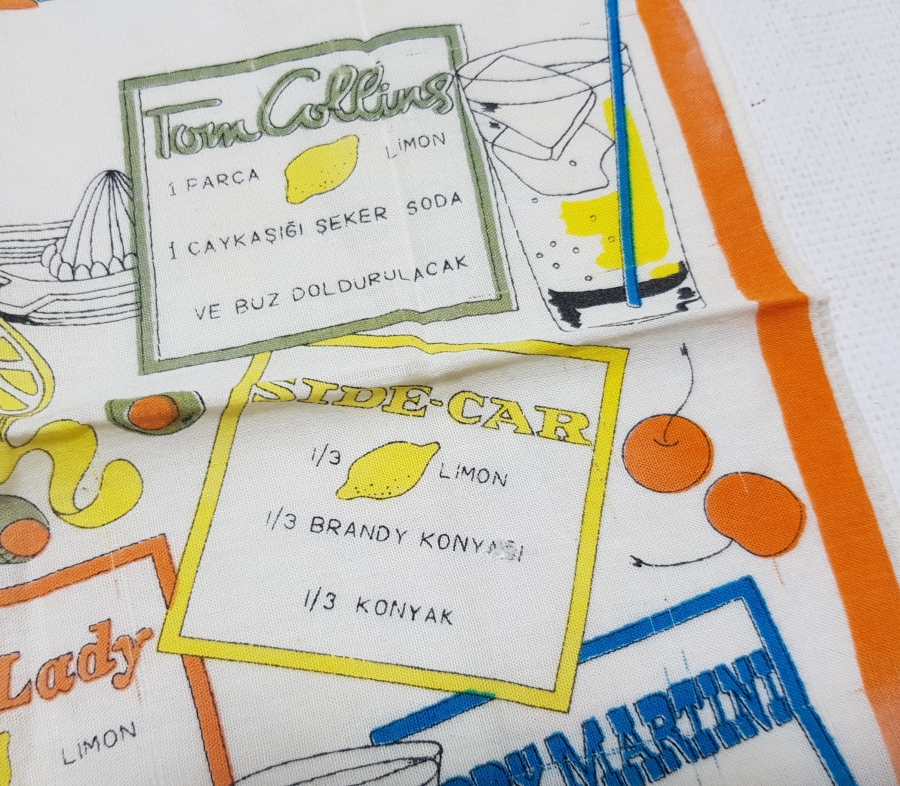 Tom Collins
1 PARÇA LİMON
1 ÇAYKAŞIĞI ŞEKER SODA
VE BUZ DOLDURULACAK
SIDE-CAR
1/3 LİMON
1/3 BRANDY KONYAĞI
1/3 KONYAK
Lady
LİMON
MARTINI